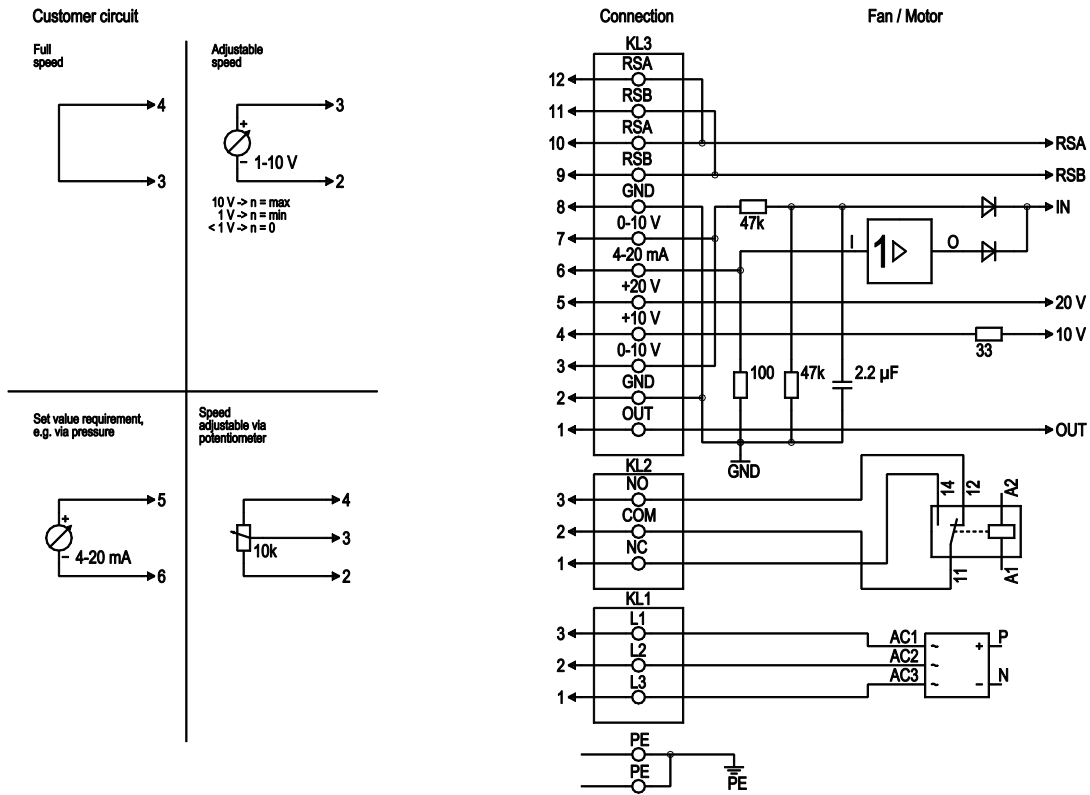 Customer circuit
Connection
Fan / Motor
Full
speed
4
3
Adjustable
speed
3
+
1-10 V
–
2
10 V -> n = max
1 V -> n = min
< 1 V -> n = 0
Set value requirement,
e.g. via pressure
5
+
4-20 mA
–
6
Speed
adjustable via
potentiometer
4
3
10k
2
KL3
12 RSA
11 RSB
10 RSA RSA
9 RSB RSB
8 GND IN
47k
7 0-10 V
I 1 O
6 4-20 mA
5 +20 V 20 V
4 +10 V 10 V
33
3 0-10 V
100 47k 2.2 µF
2 GND
1 OUT OUT
GND
KL2
3 NO
2 COM
1 NC
14 12 A2
11 A1
KL1
3 L1
2 L2
1 L3
AC1 ~ + P
AC2 ~
AC3 ~ – N
PE
PE
PE